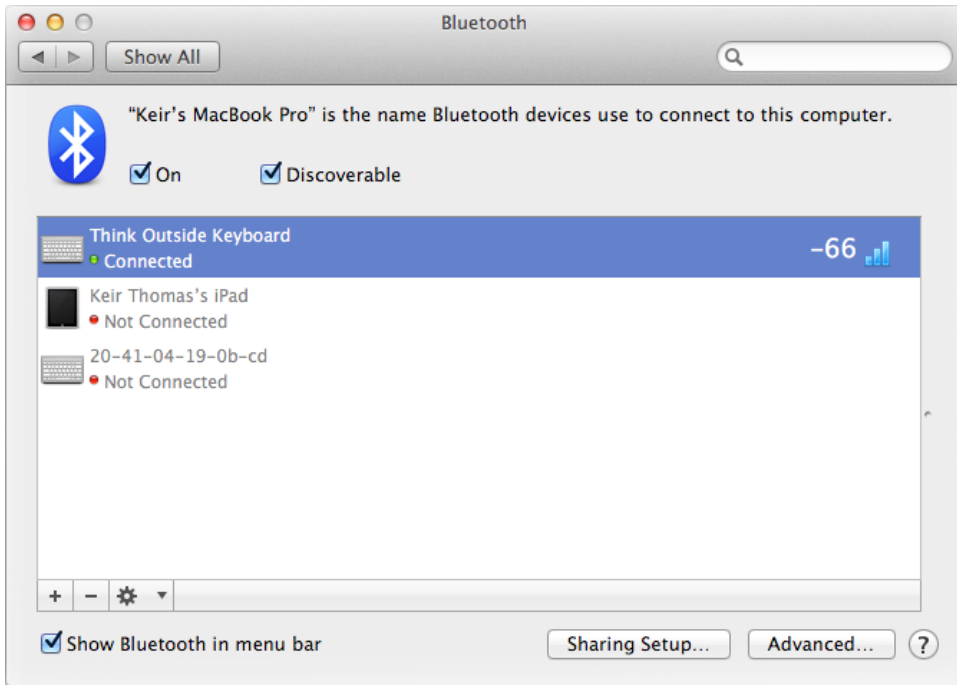 Bluetooth
Show All
“Keir's MacBook Pro” is the name Bluetooth devices use to connect to this computer.
On
Discoverable
Think Outside Keyboard
Connected
-66
Keir Thomas's iPad
Not Connected
20-41-04-19-0b-cd
Not Connected
+ −
Show Bluetooth in menu bar
Sharing Setup...
Advanced...
?